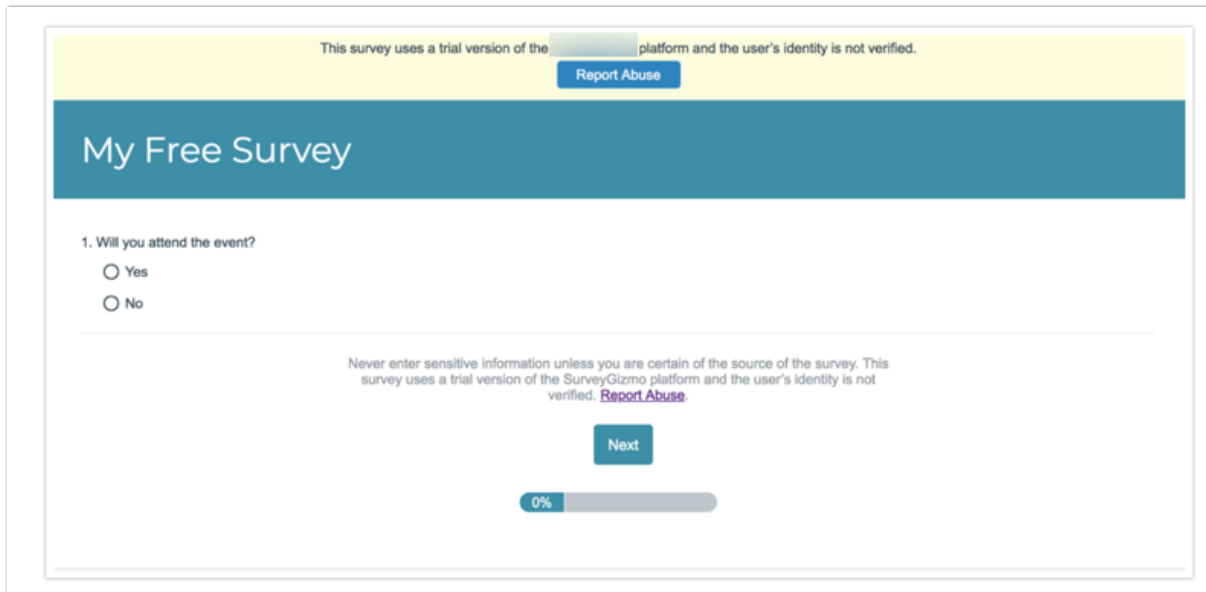 This survey uses a trial version of the platform and the user's identity is not verified.
Report Abuse
My Free Survey
1. Will you attend the event?
Yes
No
Never enter sensitive information unless you are certain of the source of the survey. This
survey uses a trial version of the SurveyGizmo platform and the user's identity is not
verified. Report Abuse.
Next
0%